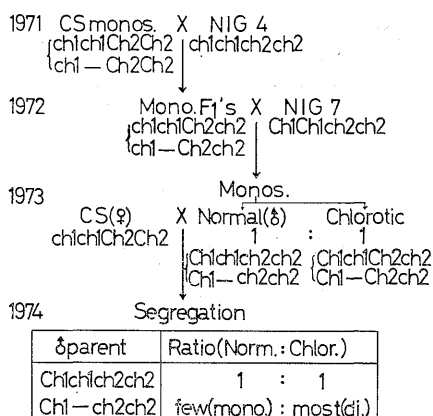 1971 CS monos. X NIG 4
ch1ch1Ch2Ch2 ch1ch1ch2ch2
ch1 — Ch2Ch2
1972 Mono. F1's X NIG 7
ch1ch1Ch2ch2 Ch1Ch1ch2ch2
ch1—Ch2ch2
1973 Monos.
CS(♀) X Normal(♂) Chlorotic
ch1ch1Ch2Ch2 1 : 1
Ch1ch1ch2ch2 Ch1ch1Ch2ch2
Ch1— ch2ch2 Ch1—Ch2ch2
1974 Segregation
♂parent Ratio(Norm.:Chlor.)
Ch1ch1ch2ch2 1 : 1
Ch1—ch2ch2 few(mono.) : most(di.)